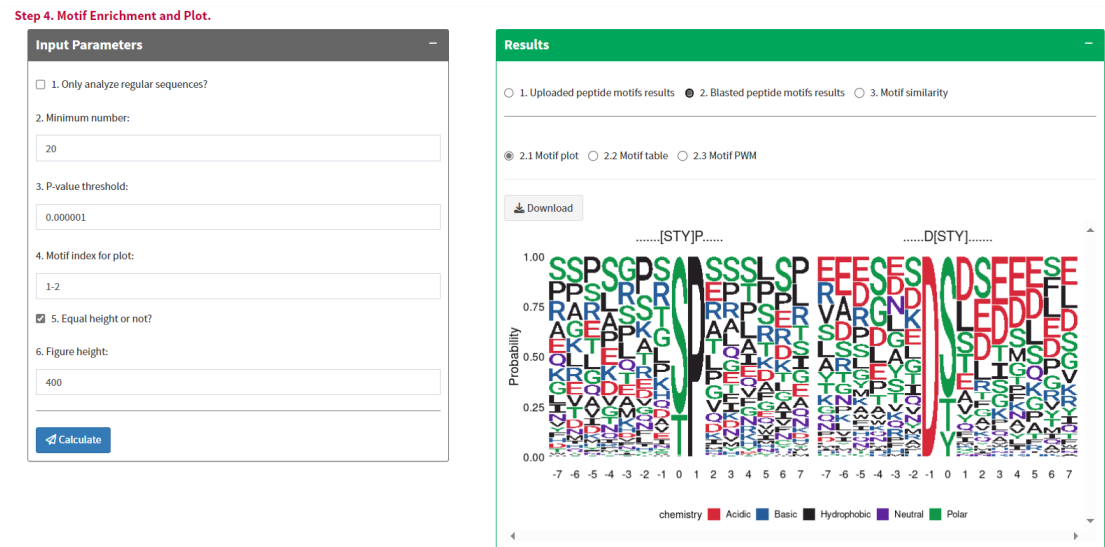 Step 4. Motif Enrichment and Plot.
Input Parameters
1. Only analyze regular sequences?
2. Minimum number:
20
3. P-value threshold:
0.000001
4. Motif index for plot:
1-2
5. Equal height or not?
6. Figure height:
400
Calculate
Results
1. Uploaded peptide motifs results 2. Blasted peptide motifs results 3. Motif similarity
2.1 Motif plot 2.2 Motif table 2.3 Motif PWM
Download
.......[STY]P...... ......D[STY].......
1.00
0.75
0.50
0.25
0.00
Probability
-7 -6 -5 -4 -3 -2 -1 0 1 2 3 4 5 6 7 -7 -6 -5 -4 -3 -2 -1 0 1 2 3 4 5 6 7
chemistry Acidic Basic Hydrophobic Neutral Polar